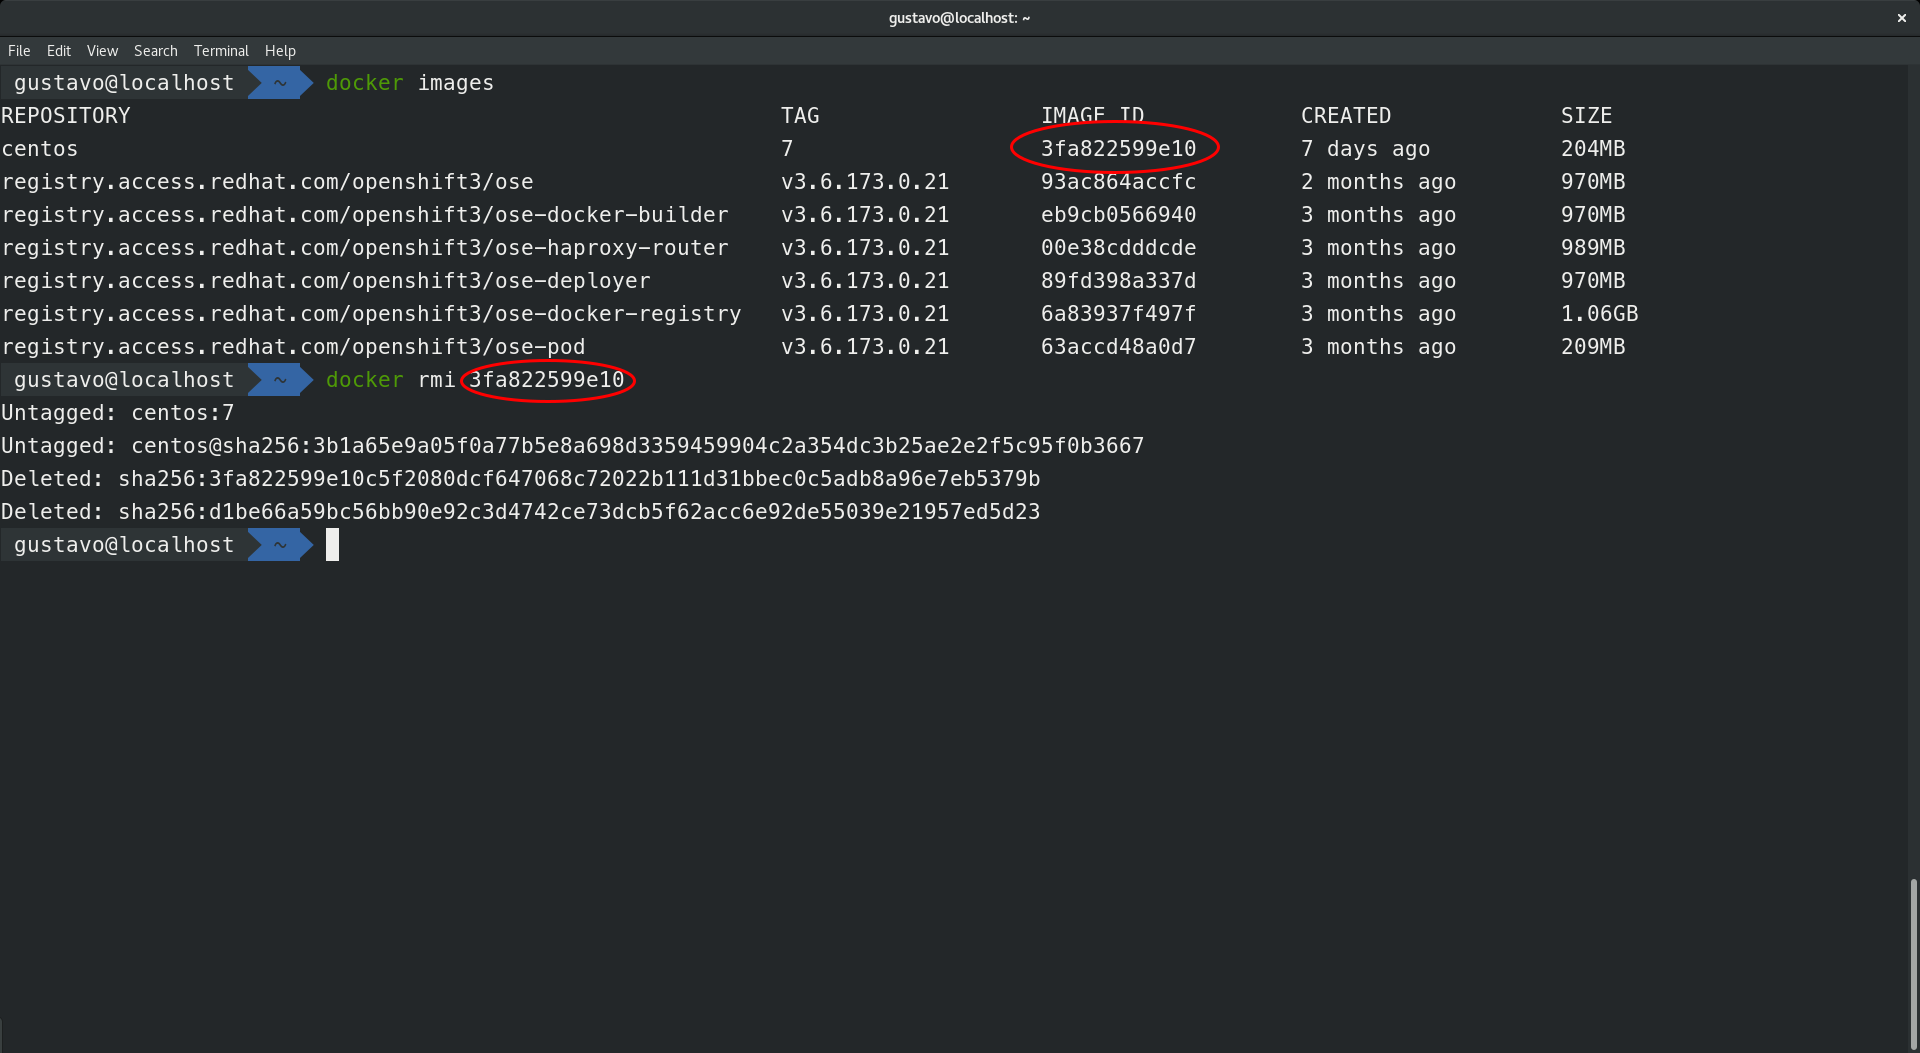 gustavo@localhost: ~
File Edit View Search Terminal Help
gustavo@localhost ~ docker images
REPOSITORY TAG IMAGE ID CREATED SIZE
centos 7 3fa822599e10 7 days ago 204MB
registry.access.redhat.com/openshift3/ose v3.6.173.0.21 93ac864accfc 2 months ago 970MB
registry.access.redhat.com/openshift3/ose-docker-builder v3.6.173.0.21 eb9cb0566940 3 months ago 970MB
registry.access.redhat.com/openshift3/ose-haproxy-router v3.6.173.0.21 00e38cdddcde 3 months ago 989MB
registry.access.redhat.com/openshift3/ose-deployer v3.6.173.0.21 89fd398a337d 3 months ago 970MB
registry.access.redhat.com/openshift3/ose-docker-registry v3.6.173.0.21 6a83937f497f 3 months ago 1.06GB
registry.access.redhat.com/openshift3/ose-pod v3.6.173.0.21 63accd48a0d7 3 months ago 209MB
gustavo@localhost ~ docker rmi 3fa822599e10
Untagged: centos:7
Untagged: centos@sha256:3b1a65e9a05f0a77b5e8a698d3359459904c2a354dc3b25ae2e2f5c95f0b3667
Deleted: sha256:3fa822599e10c5f2080dcf647068c72022b111d31bbec0c5adb8a96e7eb5379b
Deleted: sha256:d1be66a59bc56bb90e92c3d4742ce73dcb5f62acc6e92de55039e21957ed5d23
gustavo@localhost ~